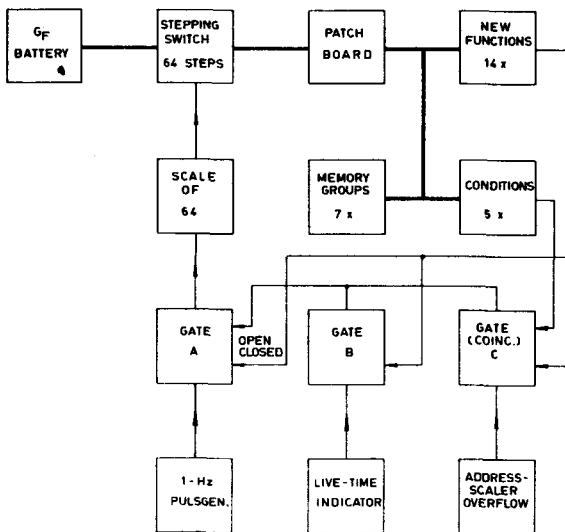 GF
BATTERY
STEPPING
SWITCH
64 STEPS
PATCH
BOARD
NEW
FUNCTIONS
14 x
SCALE
OF
64
MEMORY
GROUPS
7 x
CONDITIONS
5 x
GATE
A
OPEN
CLOSED
GATE
B
GATE
(COINC.)
C
1-Hz
PULSGEN.
LIVE-TIME
INDICATOR
ADDRESS-
SCALER
OVERFLOW